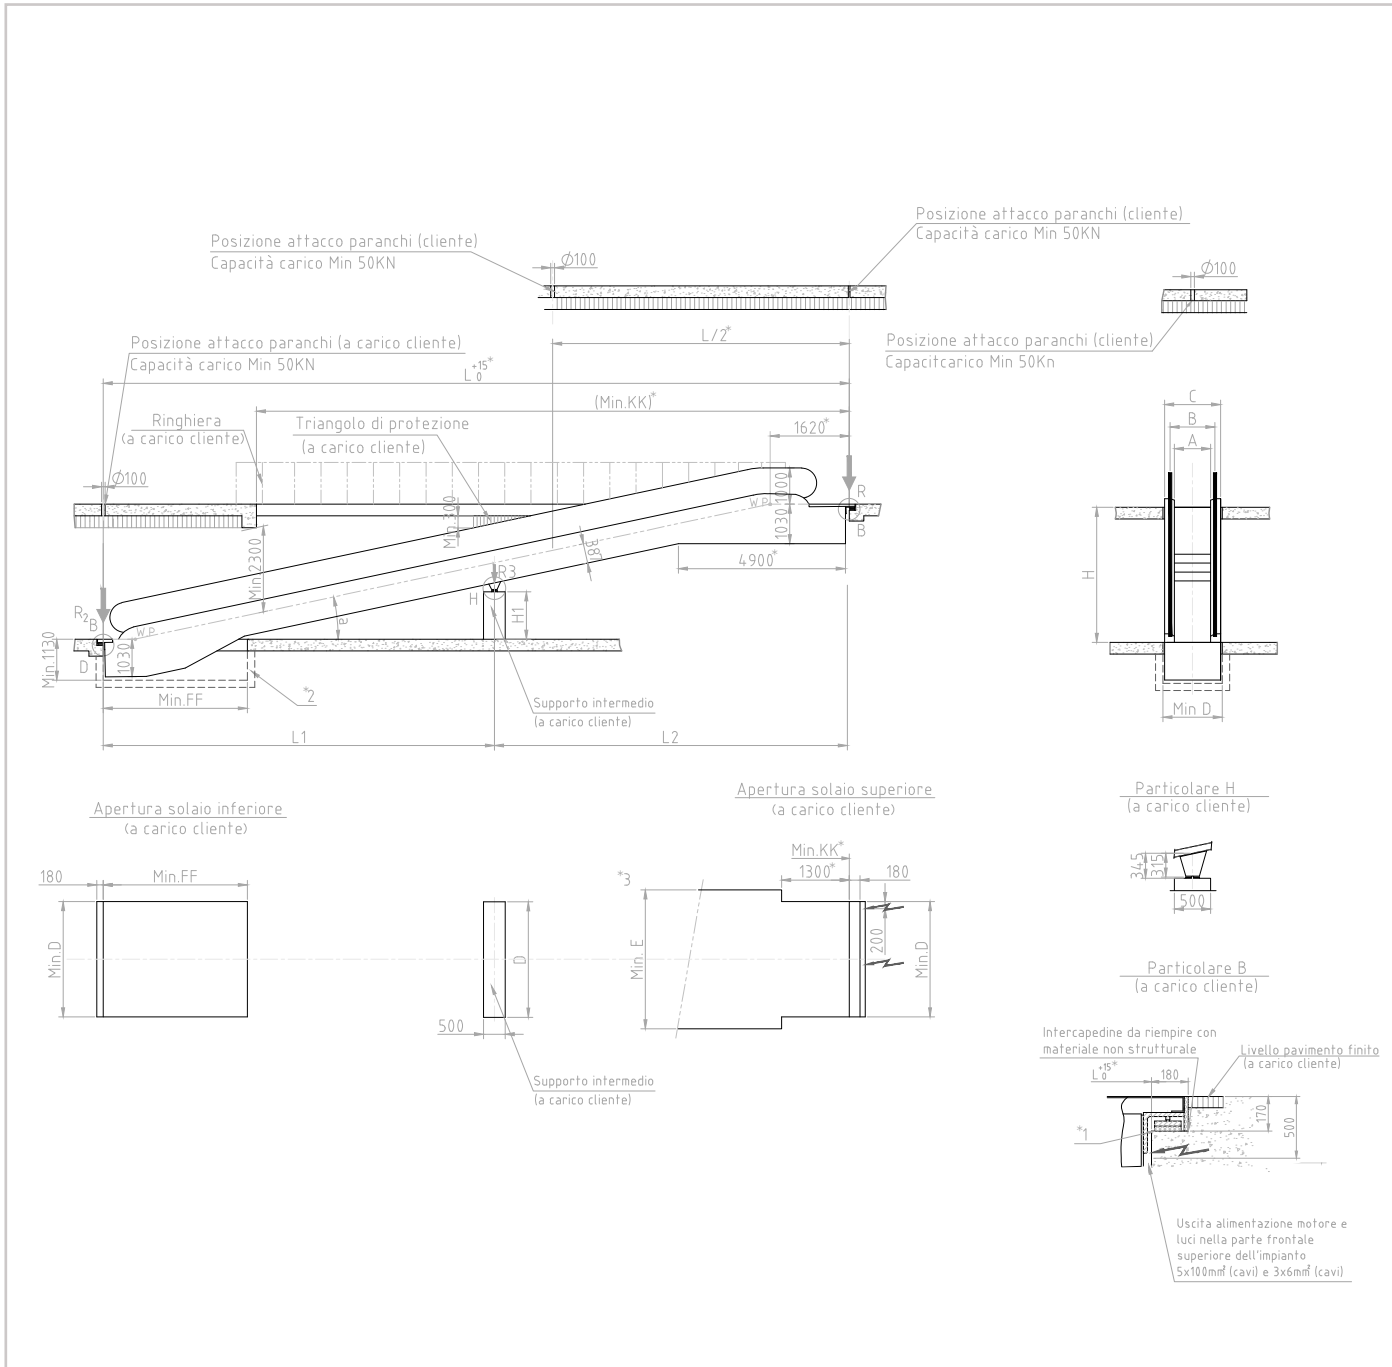 Posizione attacco paranchi (cliente)
Capacità carico Min 50KN
Posizione attacco paranchi (cliente)
Capacità carico Min 50KN
Ø100
Ø100
L/2*
Posizione attacco paranchi (a carico cliente)
Capacità carico Min 50KN
Posizione attacco paranchi (cliente)
Capacitcarico Min 50Kn
L +15* 0
(Min.KK)*
Ringhiera
(a carico cliente)
Triangolo di protezione
(a carico cliente)
1620*
C
B
A
Ø100
Min.300
W.P.
1000
1030
R
B
Min.2300
381
4900*
R3
H
H1
H
R2
B
W.P.
a
D
1030
Min.1130
Min.FF
*2
Supporto intermedio
(a carico cliente)
Min D
L1
L2
Apertura solaio inferiore
(a carico cliente)
Apertura solaio superiore
(a carico cliente)
Particolare H
(a carico cliente)
345
315
500
180
Min.FF
Min.D
D
500
Supporto intermedio
(a carico cliente)
*3
Min.KK*
1300*
180
Min. E
200
Min.D
Particolare B
(a carico cliente)
Intercapedine da riempire con
materiale non strutturale
Livello pavimento finito
(a carico cliente)
L +15* 0
180
170
500
*1
Uscita alimentazione motore e
luci nella parte frontale
superiore dell'impianto
5x100mm² (cavi) e 3x6mm² (cavi)